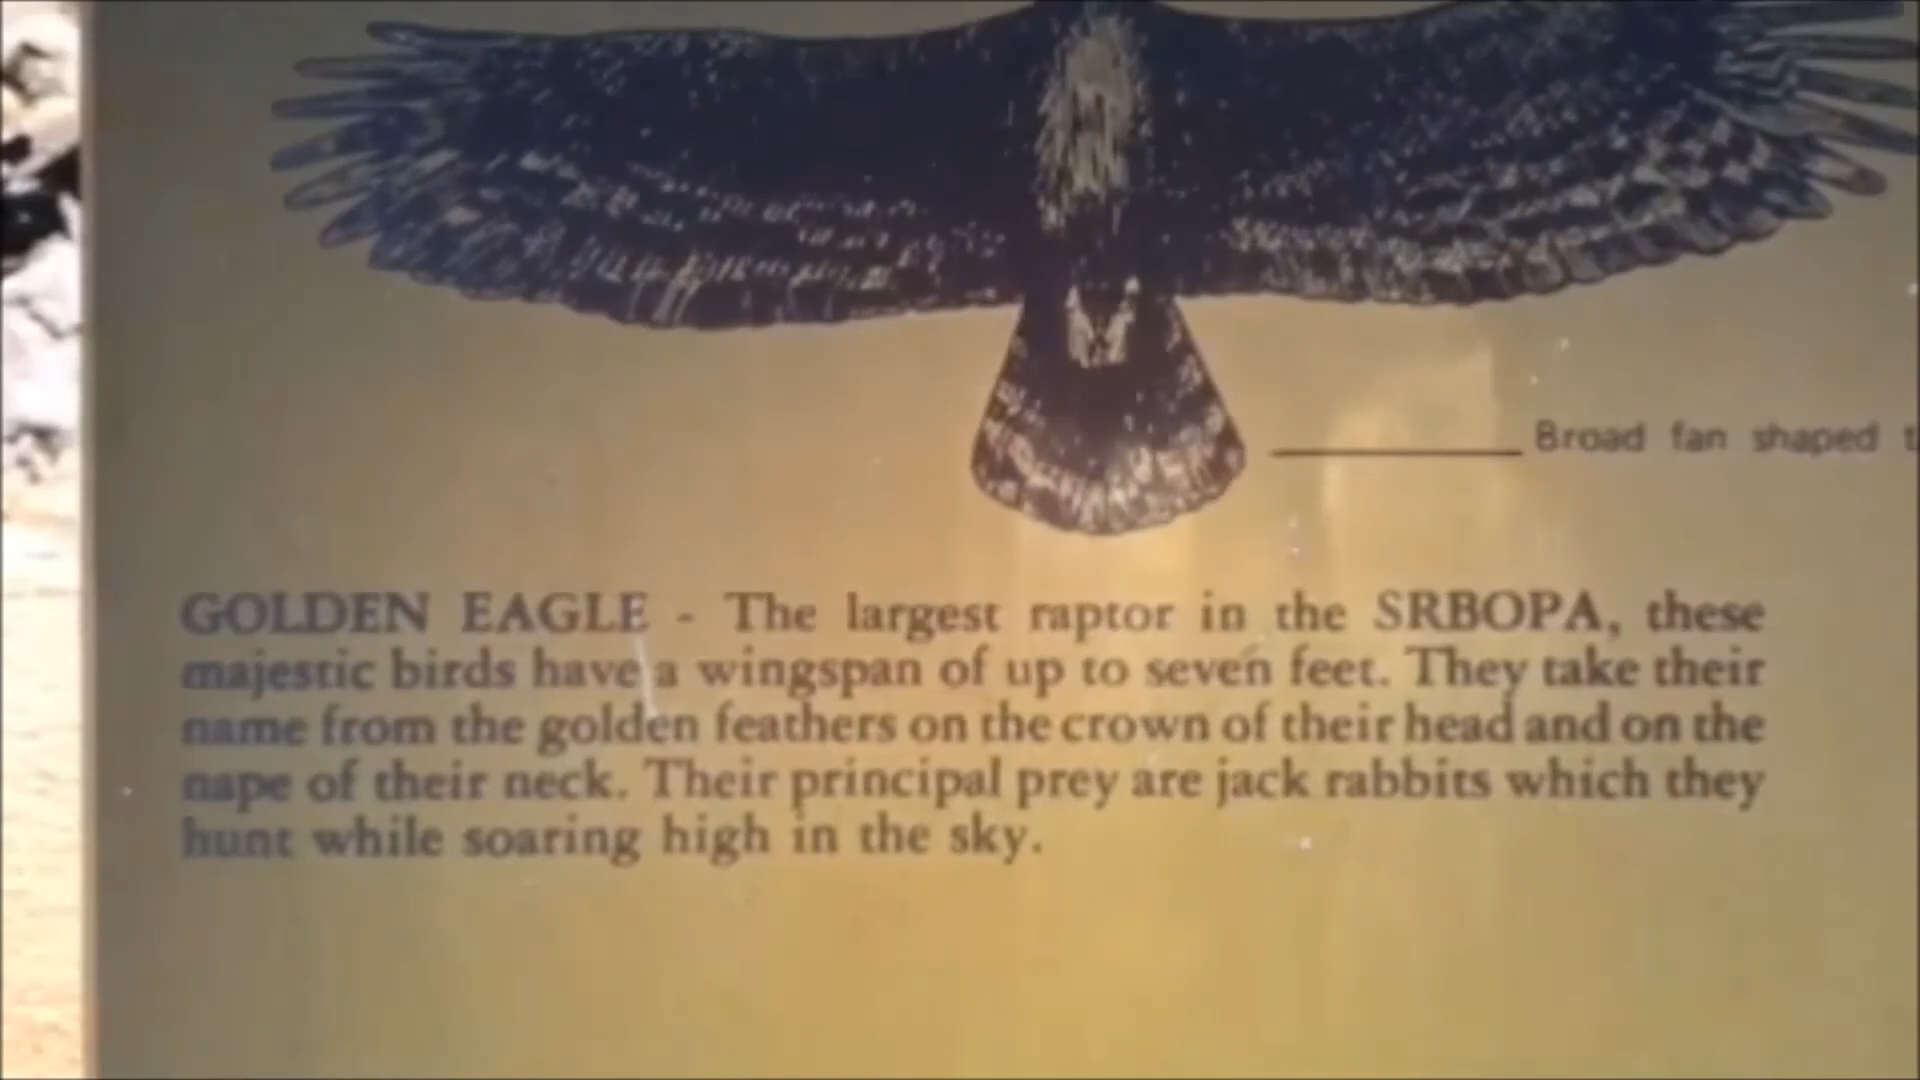 Broad fan shaped
GOLDEN EAGLE - The largest raptor in the SRBOPA, these
majestic birds have a wingspan of up to seven feet. They take their
name from the golden feathers on the crown of their head and on the
nape of their neck. Their principal prey are jack rabbits which they
hunt while soaring high in the sky.